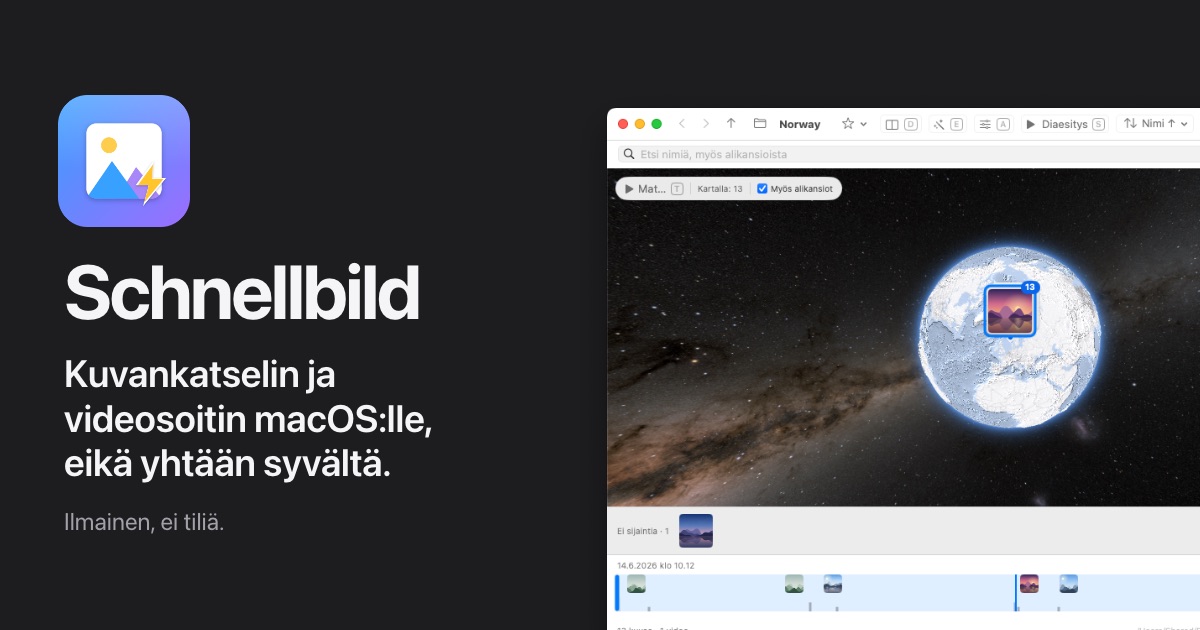 Schnellbild
Kuvankatselin ja
videosoitin macOS:lle,
eikä yhtään syvältä.
Ilmainen, ei tiliä.
Norway D E A Diaesitys S Nimi
Etsi nimiä, myös alikansioista
Mat... T Kartalla: 13 Myös alikansiot
13
Ei sijaintia · 1
14.6.2026 klo 10.12